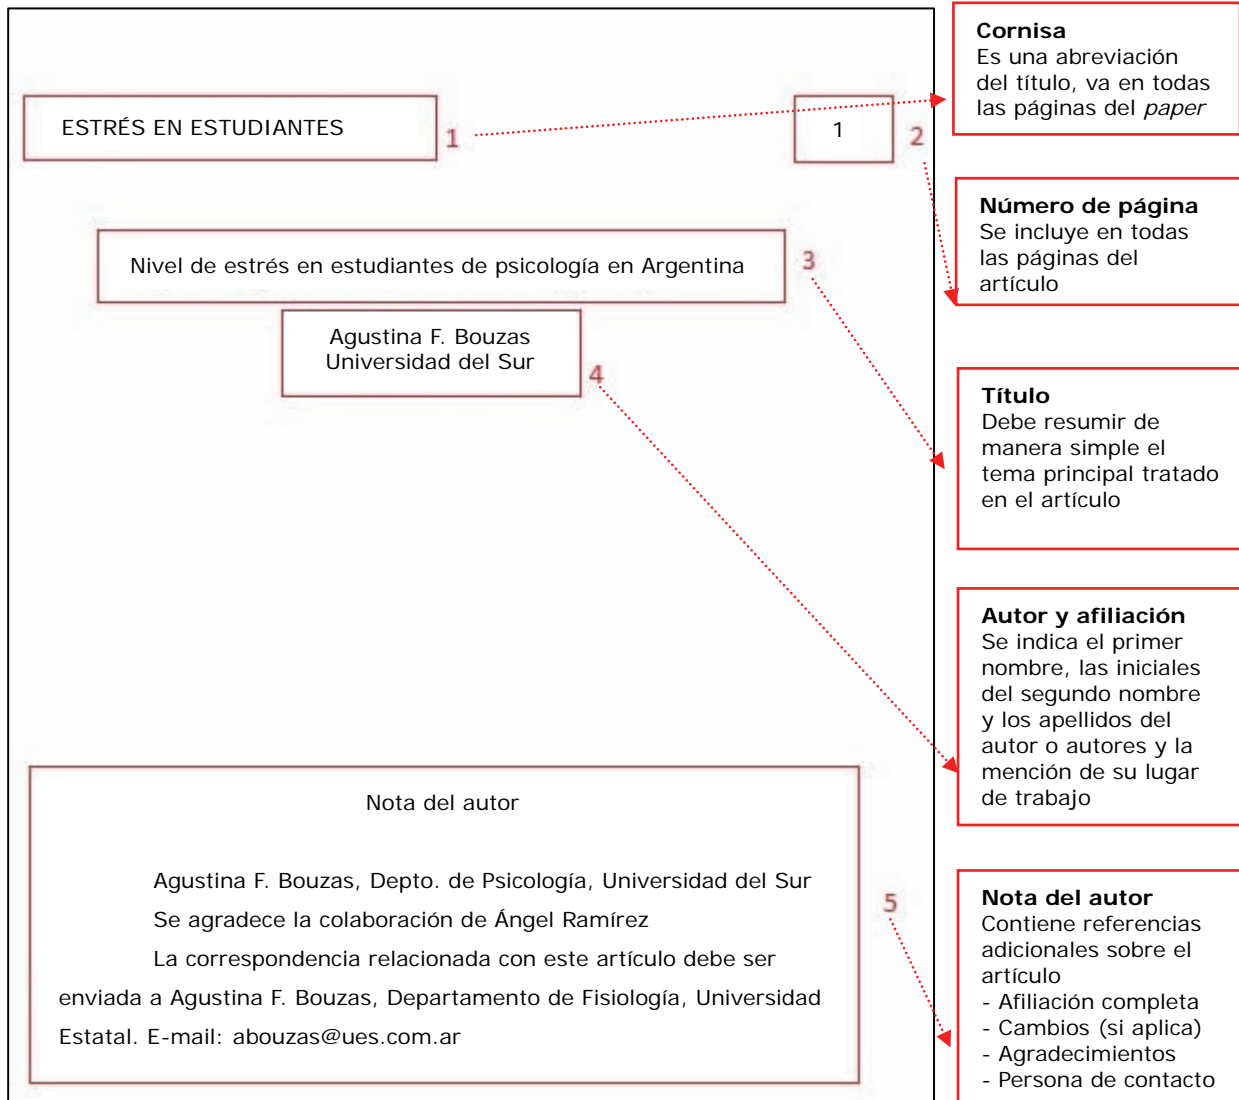 ESTRÉS EN ESTUDIANTES
1
1
2
Nivel de estrés en estudiantes de psicología en Argentina
3
Agustina F. Bouzas
Universidad del Sur
4
Nota del autor
Agustina F. Bouzas, Depto. de Psicología, Universidad del Sur
Se agradece la colaboración de Ángel Ramírez
La correspondencia relacionada con este artículo debe ser
enviada a Agustina F. Bouzas, Departamento de Fisiología, Universidad
Estatal. E-mail: abouzas@ues.com.ar
5
Cornisa
Es una abreviación
del título, va en todas
las páginas del paper
Número de página
Se incluye en todas
las páginas del
artículo
Título
Debe resumir de
manera simple el
tema principal tratado
en el artículo
Autor y afiliación
Se indica el primer
nombre, las iniciales
del segundo nombre
y los apellidos del
autor o autores y la
mención de su lugar
de trabajo
Nota del autor
Contiene referencias
adicionales sobre el
artículo
- Afiliación completa
- Cambios (si aplica)
- Agradecimientos
- Persona de contacto